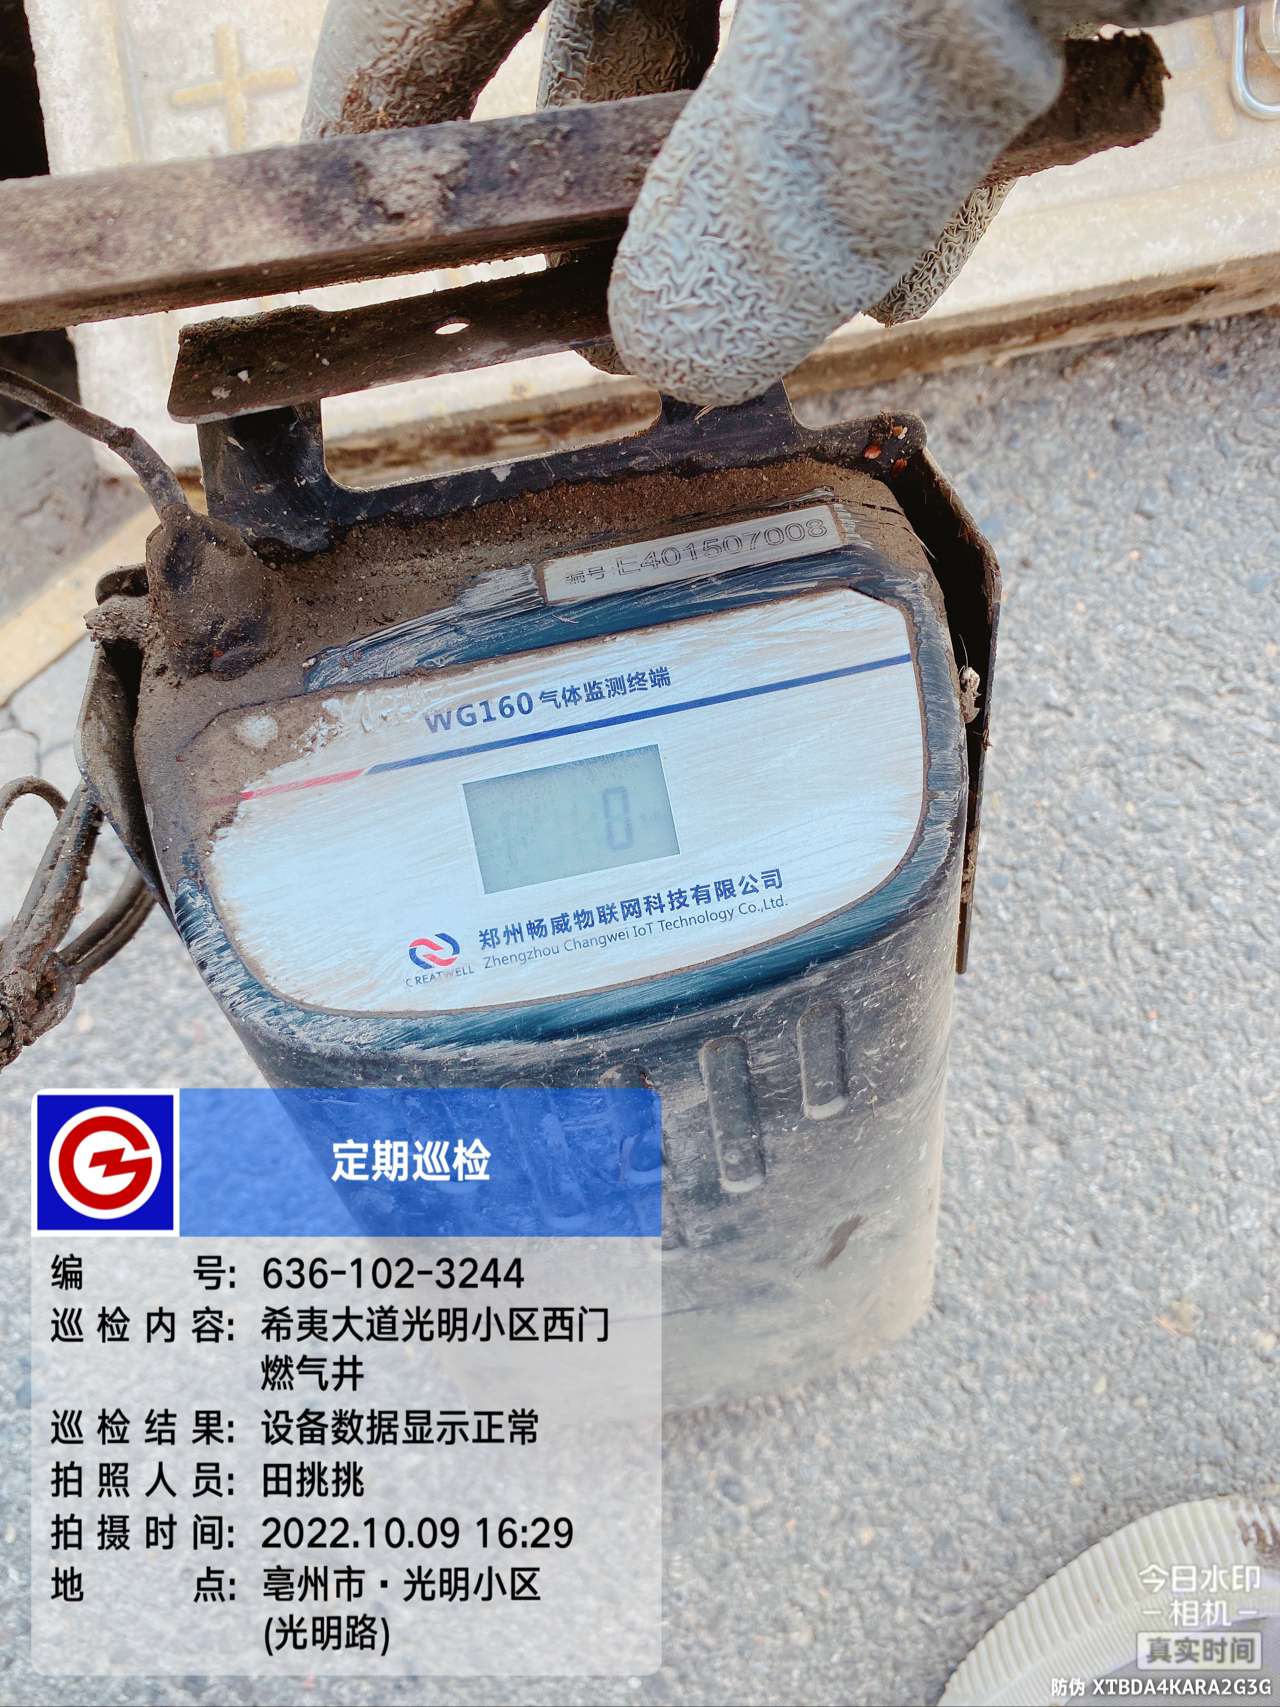 编号 E401507008
WG160 气体监测终端
0
郑州畅威物联网科技有限公司
Zhengzhou Changwei IoT Technology Co.,Ltd.
CREATWELL
定期巡检
编号: 636-102-3244
巡检内容: 希夷大道光明小区西门
燃气井
巡检结果: 设备数据显示正常
拍照人员: 田挑挑
拍摄时间: 2022.10.09 16:29
地点: 亳州市·光明小区
(光明路)
今日水印
相机
真实时间
防伪 XTBDA4KARA2G3G